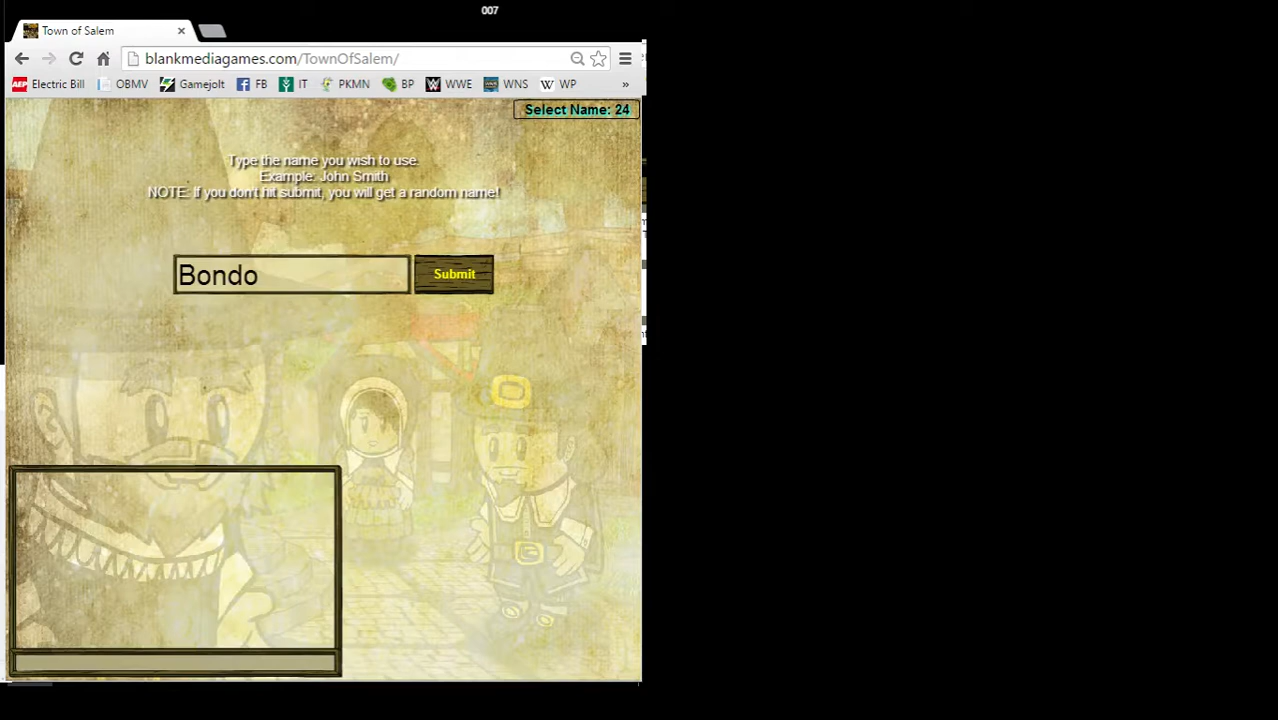 007
Town of Salem
blankmediagames.com/TownOfSalem/
AEP Electric Bill OBMV Gamejolt FB IT PKMN BP WWE WNS W WP »
Select Name: 24
Type the name you wish to use.
Example: John Smith
NOTE: If you don't hit submit, you will get a random name!
Bondo
Submit